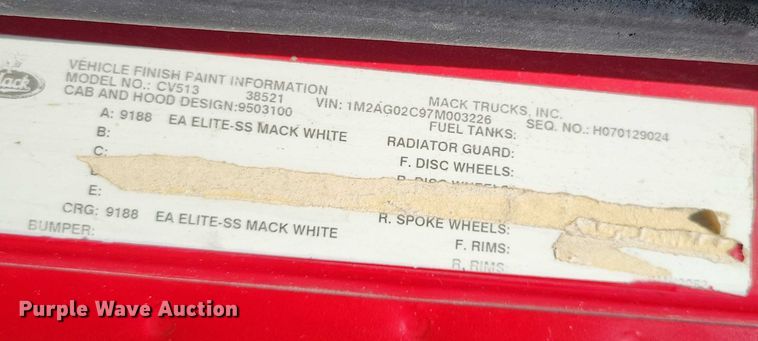 Mack
VEHICLE FINISH PAINT INFORMATION
MACK TRUCKS, INC.
MODEL NO.: CV513 38521 VIN: 1M2AG02C97M003226 SEQ. NO.: H070129024
CAB AND HOOD DESIGN:9503100 FUEL TANKS:
A: 9188 EA ELITE-SS MACK WHITE RADIATOR GUARD:
B: F. DISC WHEELS:
C: R. DISC WHEELS:
E: R. SPOKE WHEELS:
CRG: 9188 EA ELITE-SS MACK WHITE F. RIMS:
BUMPER: R. RIMS:
Purple Wave Auction